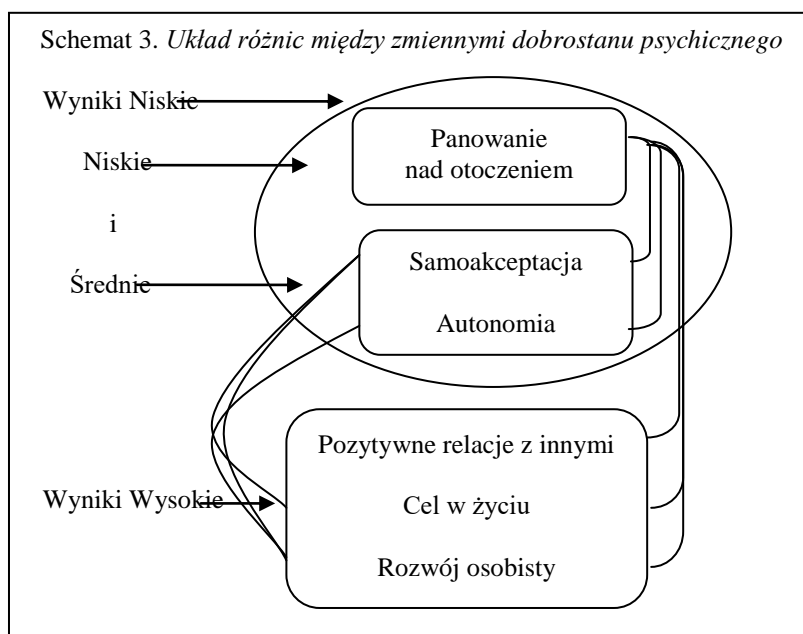 Schemat 3. Układ różnic między zmiennymi dobrostanu psychicznego
Wyniki Niskie
Panowanie
nad otoczeniem
Niskie
i
Samoakceptacja
Średnie
Autonomia
Pozytywne relacje z innymi
Wyniki Wysokie
Cel w życiu
Rozwój osobisty